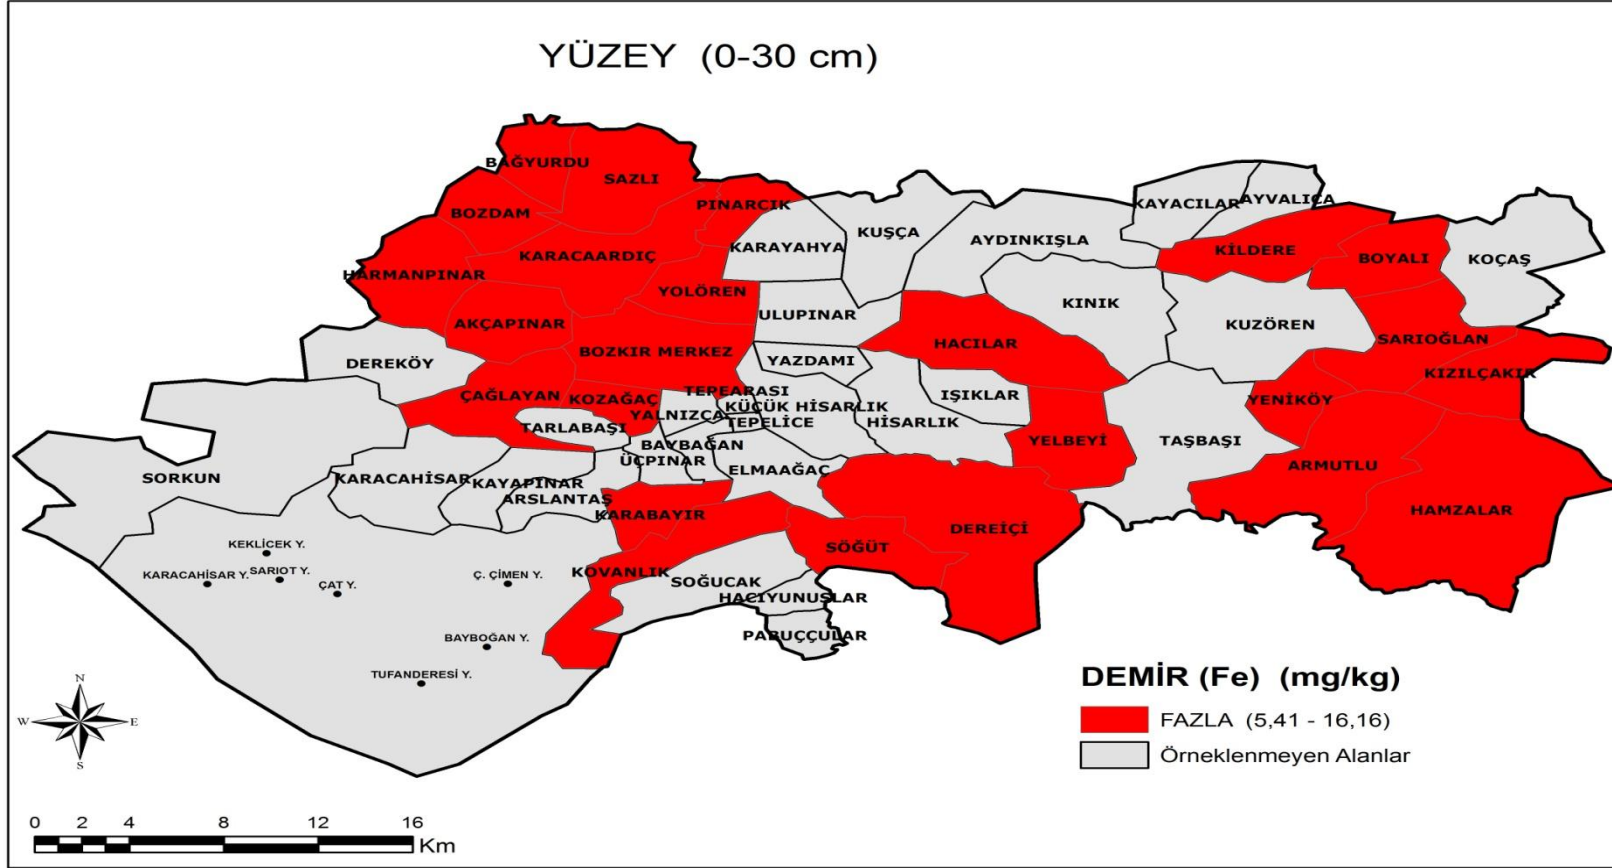 YÜZEY (0-30 cm)
BAĞYURDU
SAZLI
BOZDAM
PINARCIK
KAYACILAR
AYVALICA
KARAYAHYA
KUŞÇA
AYDINKIŞLA
KARACAARDIÇ
KİLDERE
BOYALI
KOÇAŞ
HARMANPINAR
YOLÖREN
KINIK
ULUPINAR
AKÇAPINAR
KUZÖREN
HACILAR
SARIOĞLAN
BOZKIR MERKEZ
YAZDAMI
DEREKÖY
KIZILÇAKIR
TEPEARASI
IŞIKLAR
ÇAĞLAYAN
KOZAĞAÇ
YENİKÖY
KÜÇÜK HİSARLIK
YALNIZCA
TEPELİCE
HİSARLIK
TARLABAŞI
YELBEYİ
TAŞBAŞI
BAYBAĞAN
ÜÇPINAR
ELMAAĞAÇ
ARMUTLU
SORKUN
KARACAHİSAR
KAYAPINAR
ARSLANTAŞ
HAMZALAR
KARABAYIR
DEREİÇİ
SÖĞÜT
KEKLİCEK Y.
KARACAHİSAR Y.
SARIOT Y.
ÇAT Y.
Ç. ÇİMEN Y.
KOVANLIK
SOĞUCAK
HACIYUNUSLAR
PABUÇÇULAR
BAYBOĞAN Y.
TUFANDERESİ Y.
DEMİR (Fe) (mg/kg)
FAZLA (5,41 - 16,16)
Örneklenmeyen Alanlar
N
W
E
S
0 2 4 8 12 16
Km